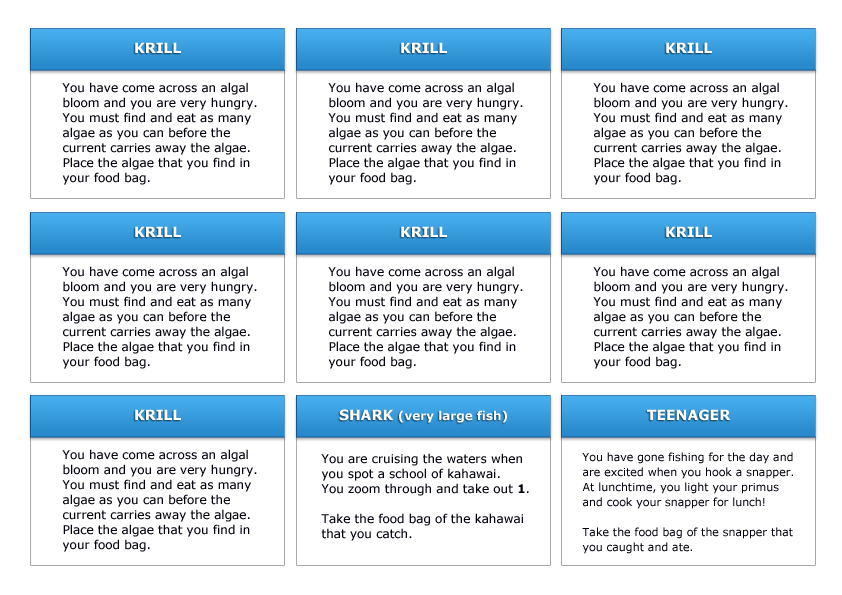 KRILL
You have come across an algal
bloom and you are very hungry.
You must find and eat as many
algae as you can before the
current carries away the algae.
Place the algae that you find in
your food bag.
KRILL
You have come across an algal
bloom and you are very hungry.
You must find and eat as many
algae as you can before the
current carries away the algae.
Place the algae that you find in
your food bag.
KRILL
You have come across an algal
bloom and you are very hungry.
You must find and eat as many
algae as you can before the
current carries away the algae.
Place the algae that you find in
your food bag.
KRILL
You have come across an algal
bloom and you are very hungry.
You must find and eat as many
algae as you can before the
current carries away the algae.
Place the algae that you find in
your food bag.
KRILL
You have come across an algal
bloom and you are very hungry.
You must find and eat as many
algae as you can before the
current carries away the algae.
Place the algae that you find in
your food bag.
KRILL
You have come across an algal
bloom and you are very hungry.
You must find and eat as many
algae as you can before the
current carries away the algae.
Place the algae that you find in
your food bag.
KRILL
You have come across an algal
bloom and you are very hungry.
You must find and eat as many
algae as you can before the
current carries away the algae.
Place the algae that you find in
your food bag.
SHARK (very large fish)
You are cruising the waters when
you spot a school of kahawai.
You zoom through and take out 1.
Take the food bag of the kahawai
that you catch.
TEENAGER
You have gone fishing for the day and
are excited when you hook a snapper.
At lunchtime, you light your primus
and cook your snapper for lunch!
Take the food bag of the snapper that
you caught and ate.